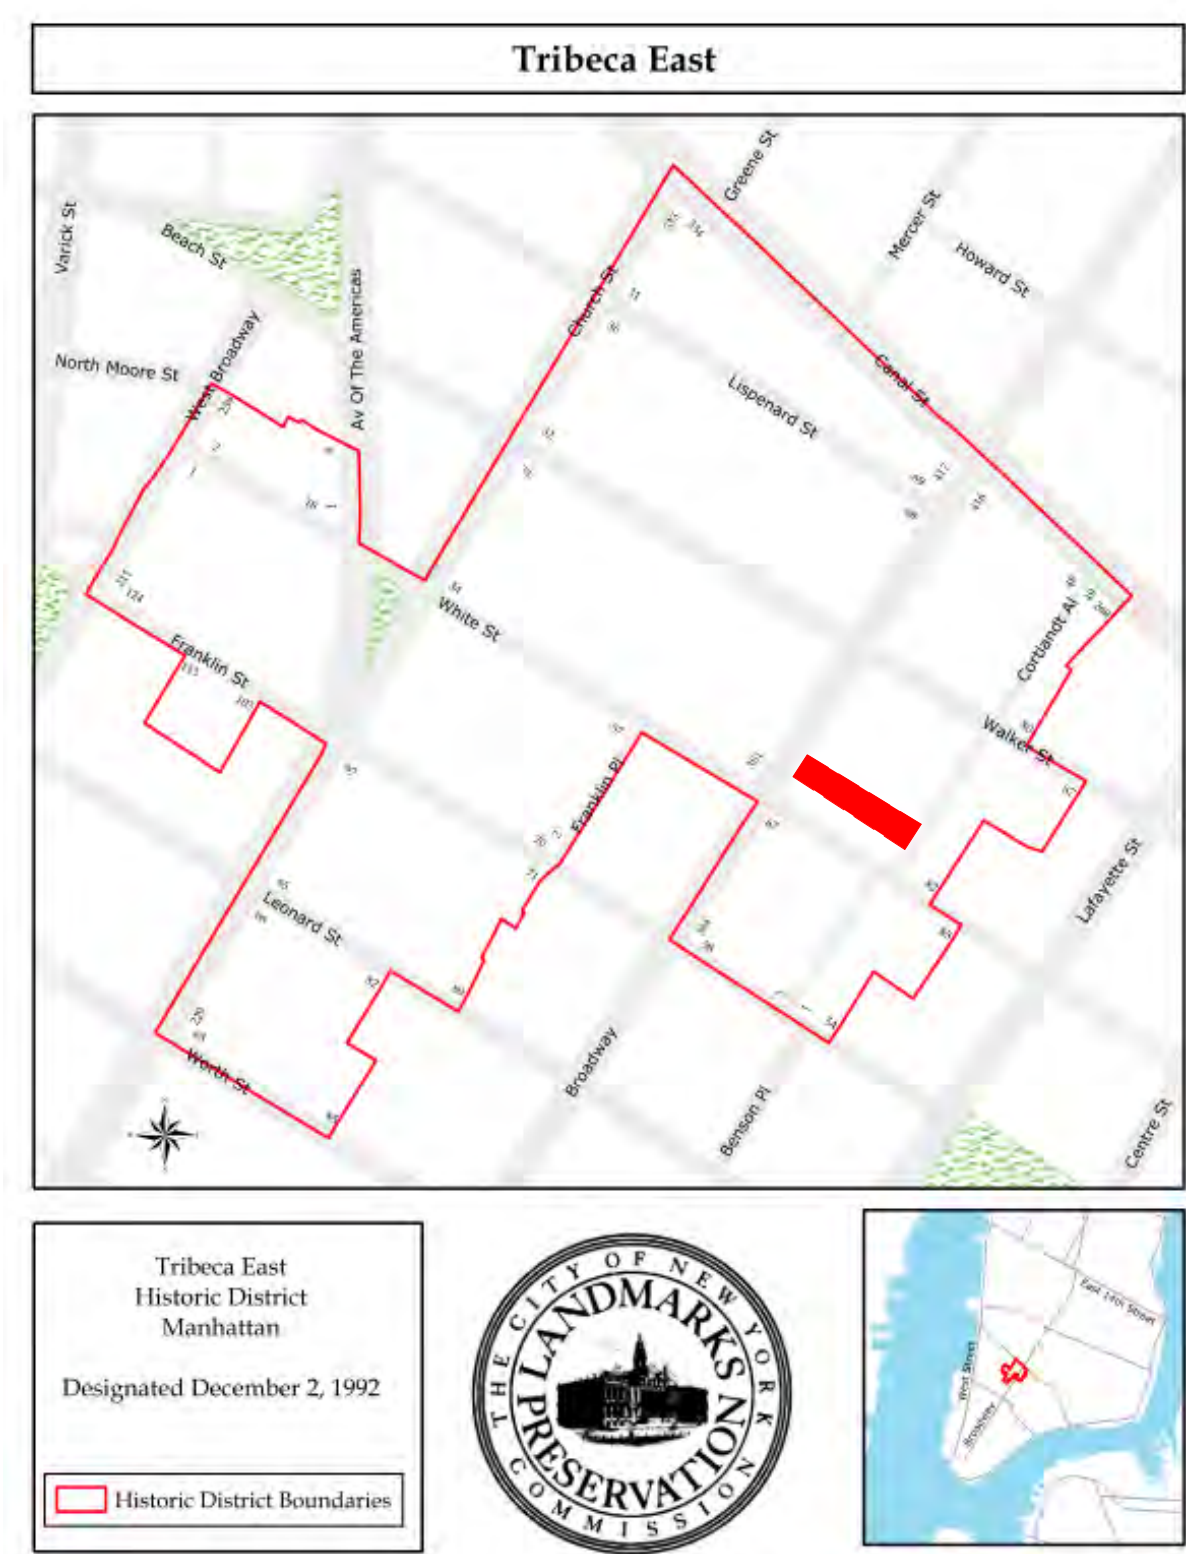 Tribeca East
Greene St
Mercer St
Howard St
Varick St
Beach St
Church St
Av Of The Americas
West Broadway
North Moore St
Canal St
Lispenard St
White St
Franklin St
Cortlandt Al
Walker St
Franklin Pl
Lafayette St
Leonard St
Broadway
Benson Pl
Worth St
Centre St
Tribeca East
Historic District
Manhattan
Designated December 2, 1992
Historic District Boundaries
THE CITY OF NEW YORK
LANDMARKS PRESERVATION
COMMISSION
East 14th Street
West Street
Broadway